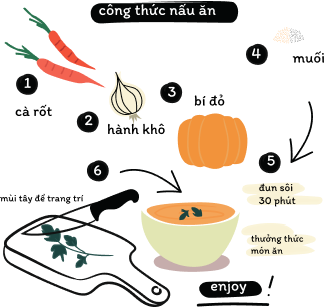 công thức nấu ăn
1
cà rốt
2
hành khô
3
bí đỏ
4
muối
5
đun sôi
30 phút
thưởng thức
món ăn
6
mùi tây để trang trí
enjoy !